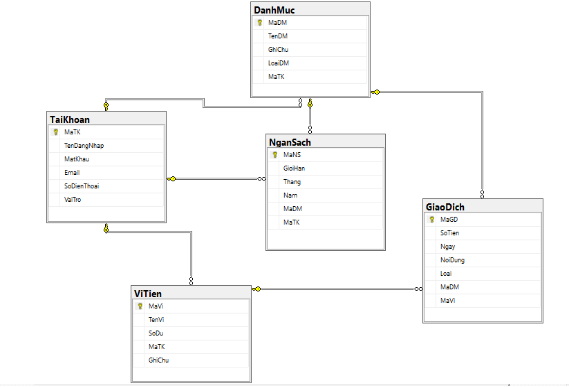 DanhMuc
MaDM
TenDM
GhiChu
LoaiDM
MaTK
TaiKhoan
MaTK
TenDangNhap
MatKhau
Email
SoDienThoai
VaiTro
NganSach
MaNS
GioiHan
Thang
Nam
MaDM
MaTK
GiaoDich
MaGD
SoTien
Ngay
NoiDung
Loai
MaDM
MaVi
ViTien
MaVi
TenVi
SoDu
MaTK
GhiChu